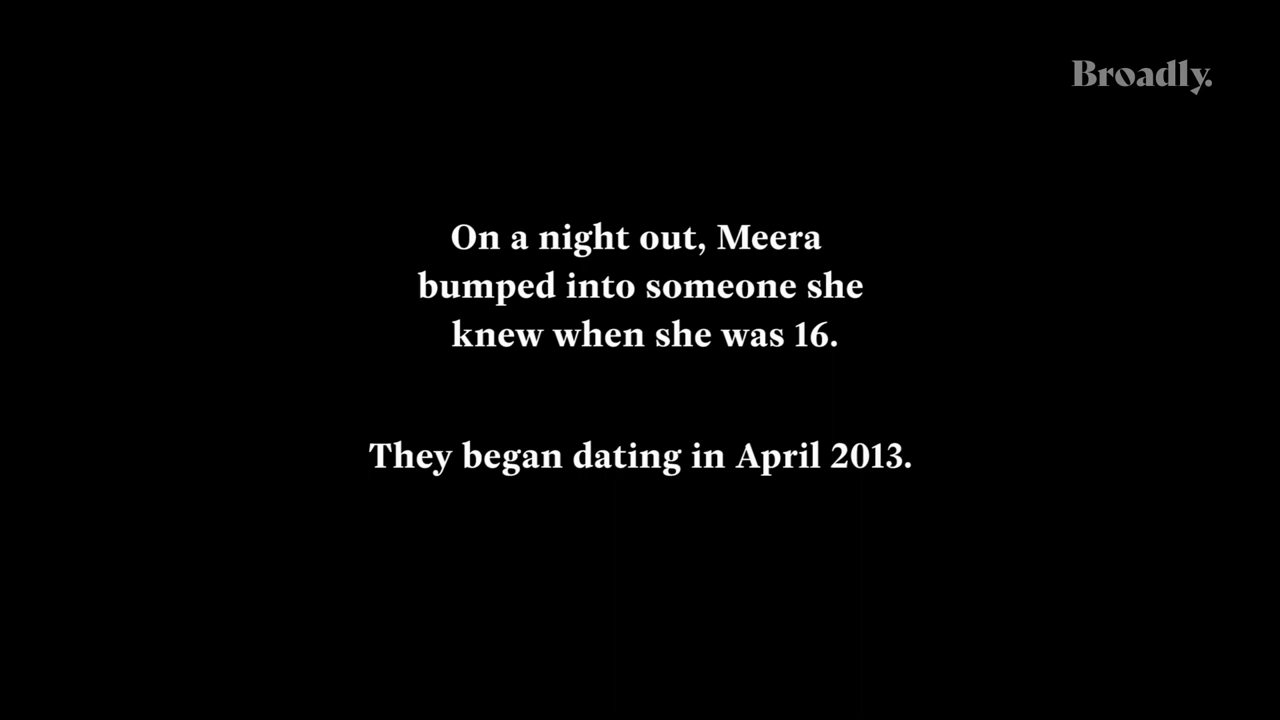 Broadly.
On a night out, Meera
bumped into someone she
knew when she was 16.
They began dating in April 2013.